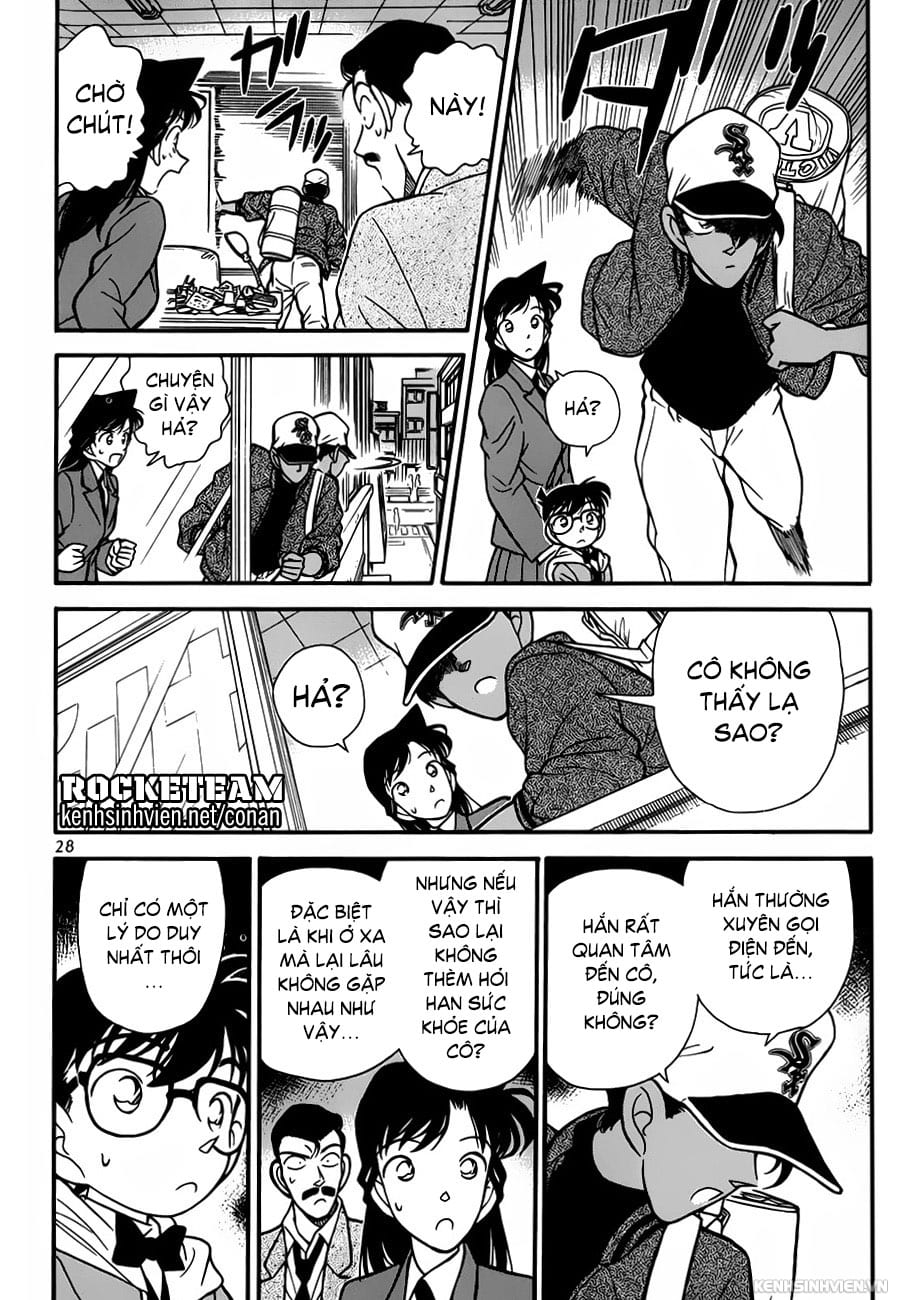 HẢ?
NÀY!
CHỜ
CHÚT!
CHUYỆN
GÌ VẬY
HẢ?
CÔ KHÔNG
THẤY LẠ
SAO?
HẢ?
ROCKETEAM
kenhsinhvien.net/conan
28
HẮN THƯỜNG
XUYÊN GỌI
ĐIỆN ĐẾN,
TỨC LÀ...
HẮN RẤT
QUAN TÂM
ĐẾN CÔ,
ĐÚNG
KHÔNG?
NHƯNG NẾU
VẬY THÌ
SAO LẠI
KHÔNG
THÈM HỎI
HAN SỨC
KHỎE CỦA
CÔ?
ĐẶC BIỆT
LÀ KHI Ở XA
MÀ LẠI LÂU
KHÔNG GẶP
NHAU NHƯ
VẬY...
CHỈ CÓ MỘT
LÝ DO DUY
NHẤT THÔI
...
KENHSINHVIEN.VN